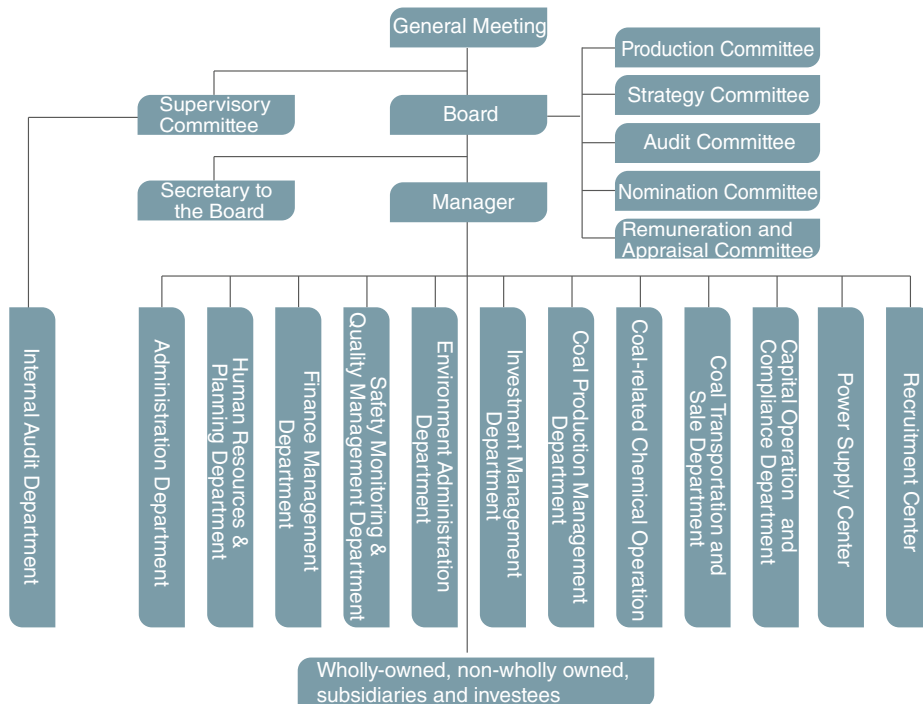 General Meeting
Production Committee
Strategy Committee
Supervisory
Committee
Board
Audit Committee
Secretary to
the Board
Manager
Nomination Committee
Remuneration and
Appraisal Committee
Internal Audit Department
Administration Department
Human Resources &
Planning Department
Finance Management
Department
Safety Monitoring &
Quality Management Department
Environment Administration
Department
Investment Management
Department
Coal Production Management
Department
Coal-related Chemical Operation
Coal Transportation and
Sale Department
Capital Operation and
Compliance Department
Power Supply Center
Recruitment Center
Wholly-owned, non-wholly owned,
subsidiaries and investees